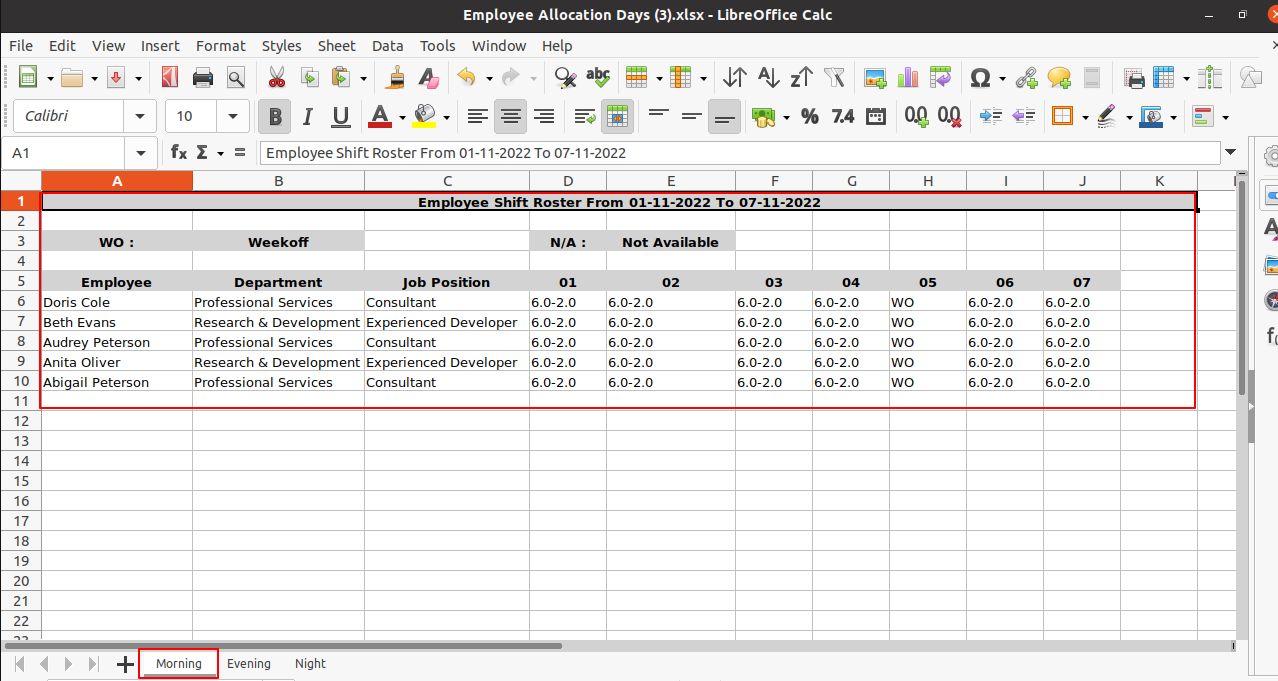 Employee Allocation Days (3).xlsx - LibreOffice Calc
File Edit View Insert Format Styles Sheet Data Tools Window Help
abc
Calibri 10 B I U A % 7.4 0.0 0.0
A1 fx Σ = Employee Shift Roster From 01-11-2022 To 07-11-2022
A B C D E F G H I J K
1 Employee Shift Roster From 01-11-2022 To 07-11-2022
2
3 WO : Weekoff N/A : Not Available
4
5 Employee Department Job Position 01 02 03 04 05 06 07
6 Doris Cole Professional Services Consultant 6.0-2.0 6.0-2.0 6.0-2.0 6.0-2.0 WO 6.0-2.0 6.0-2.0
7 Beth Evans Research & Development Experienced Developer 6.0-2.0 6.0-2.0 6.0-2.0 6.0-2.0 WO 6.0-2.0 6.0-2.0
8 Audrey Peterson Professional Services Consultant 6.0-2.0 6.0-2.0 6.0-2.0 6.0-2.0 WO 6.0-2.0 6.0-2.0
9 Anita Oliver Research & Development Experienced Developer 6.0-2.0 6.0-2.0 6.0-2.0 6.0-2.0 WO 6.0-2.0 6.0-2.0
10 Abigail Peterson Professional Services Consultant 6.0-2.0 6.0-2.0 6.0-2.0 6.0-2.0 WO 6.0-2.0 6.0-2.0
11
12
13
14
15
16
17
18
19
20
21
22
23
Morning Evening Night